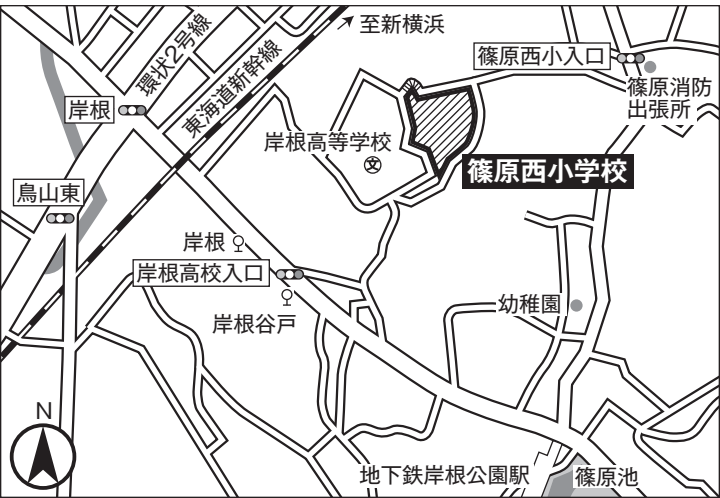 至新横浜
環状2号線
東海道新幹線
篠原西小入口
篠原消防
出張所
岸根
岸根高等学校
文
篠原西小学校
鳥山東
岸根
岸根高校入口
岸根谷戸
幼稚園
N
地下鉄岸根公園駅
篠原池